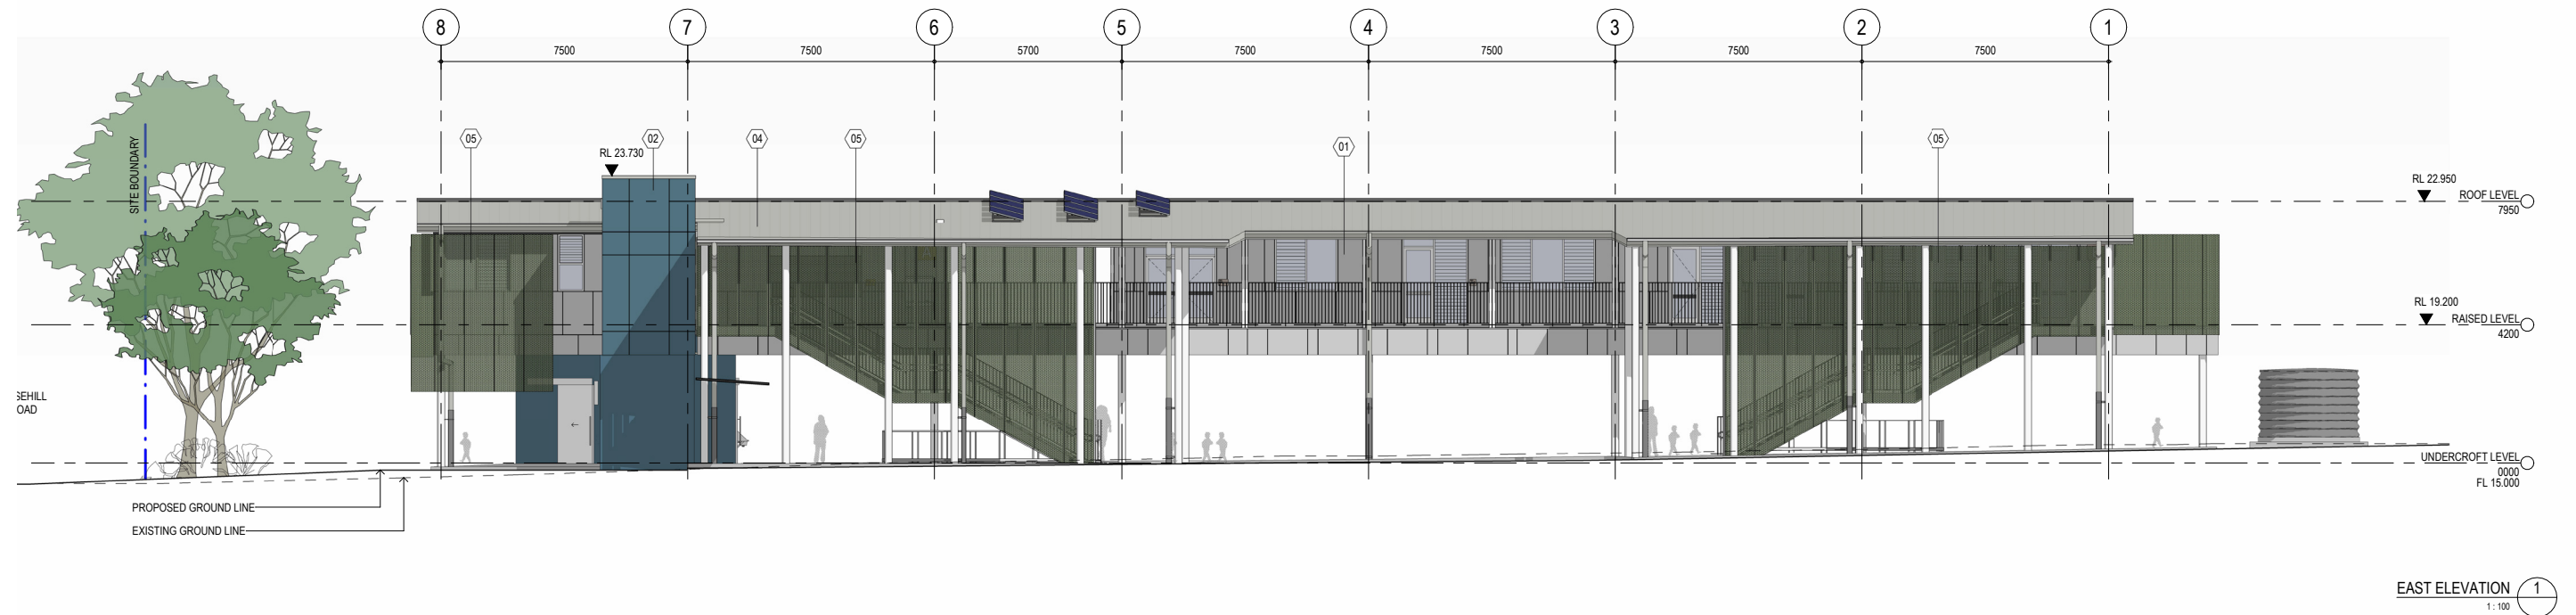 8 7 6 5 4 3 2 1
7500 7500 5700 7500 7500 7500 7500
SITE BOUNDARY
05 02 04 05 01 05
RL 23.730
RL 22.950
ROOF LEVEL
7950
RL 19.200
RAISED LEVEL
4200
SEHILL
OAD
UNDERCROFT LEVEL
0000
FL 15.000
PROPOSED GROUND LINE
EXISTING GROUND LINE
EAST ELEVATION 1
1 : 100